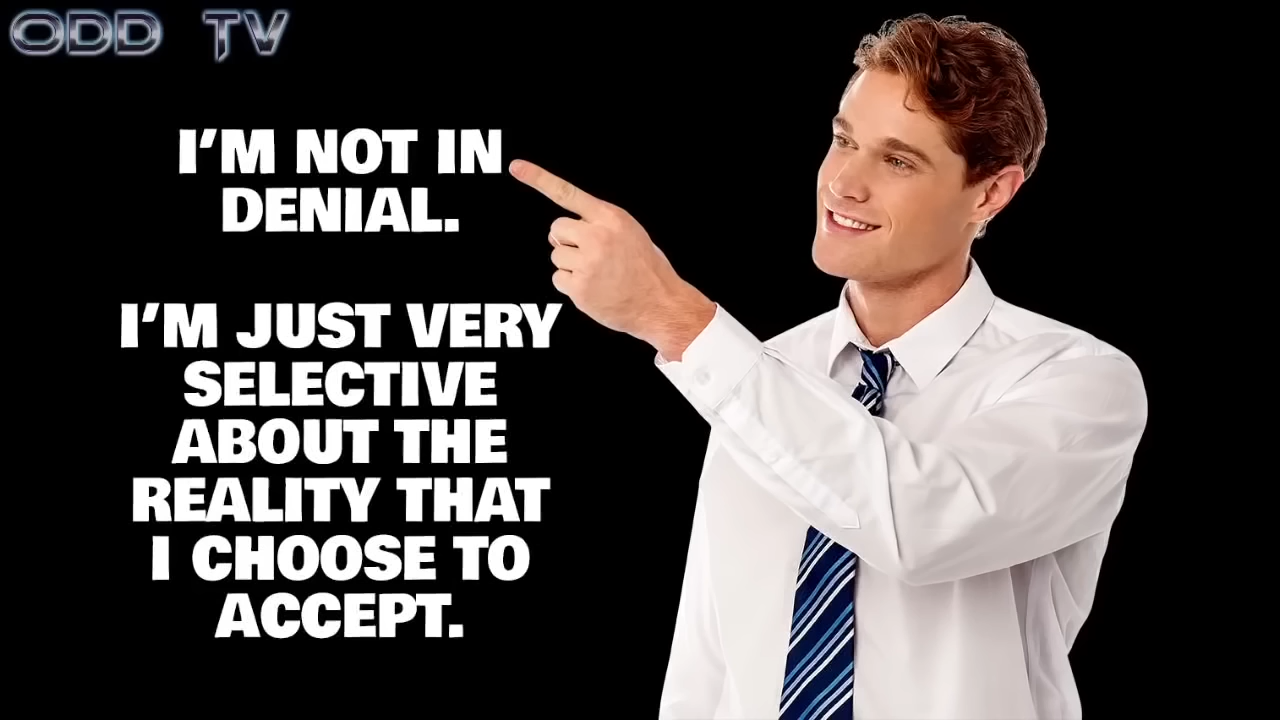 ODD TV
I'M NOT IN
DENIAL.
I'M JUST VERY
SELECTIVE
ABOUT THE
REALITY THAT
I CHOOSE TO
ACCEPT.